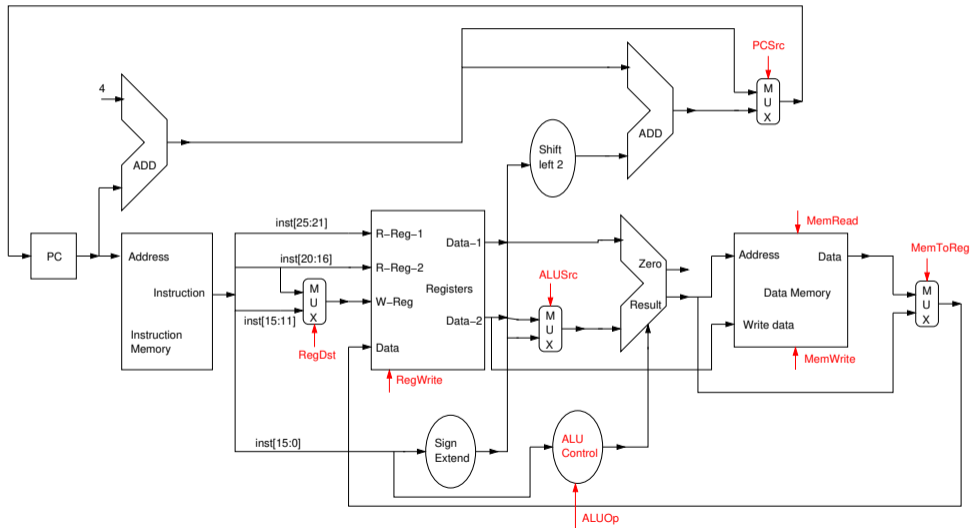 PCSrc
4
M
U
X
ADD
Shift
left 2
ADD
MemRead
MemToReg
inst[25:21]
R-Reg-1
Data-1
PC
Address
inst[20:16]
R-Reg-2
Zero
Address
Data
ALUSrc
Instruction
M
U
X
W-Reg
Registers
M
U
X
Result
Data Memory
M
U
X
inst[15:11]
Data-2
Write data
Instruction
Memory
RegDst
Data
RegWrite
MemWrite
inst[15:0]
Sign
Extend
ALU
Control
ALUOp